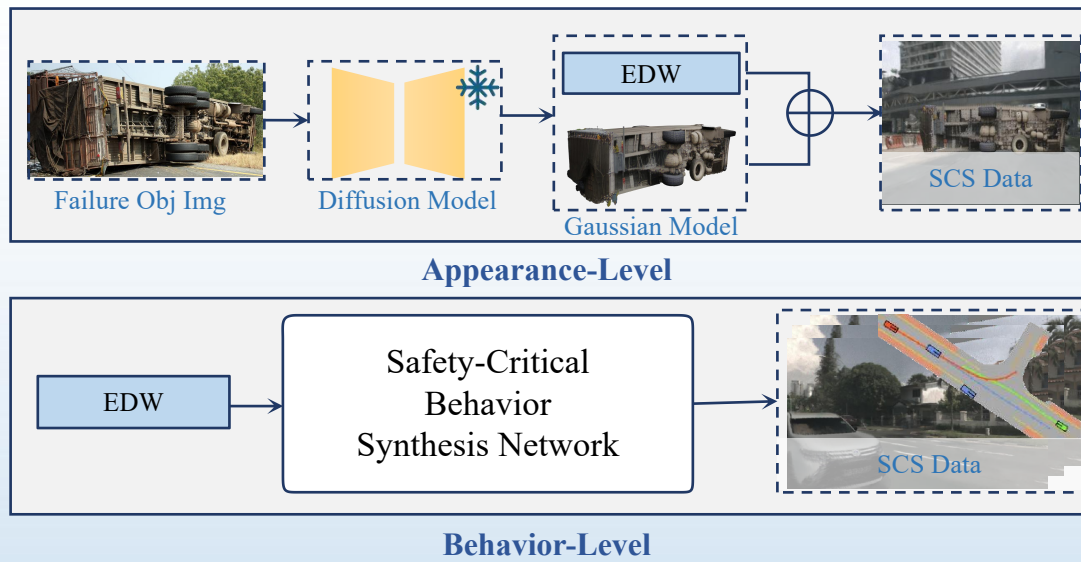 EDW
Failure Obj Img
Diffusion Model
Gaussian Model
SCS Data
Appearance-Level
EDW
Safety-Critical
Behavior
Synthesis Network
SCS Data
Behavior-Level